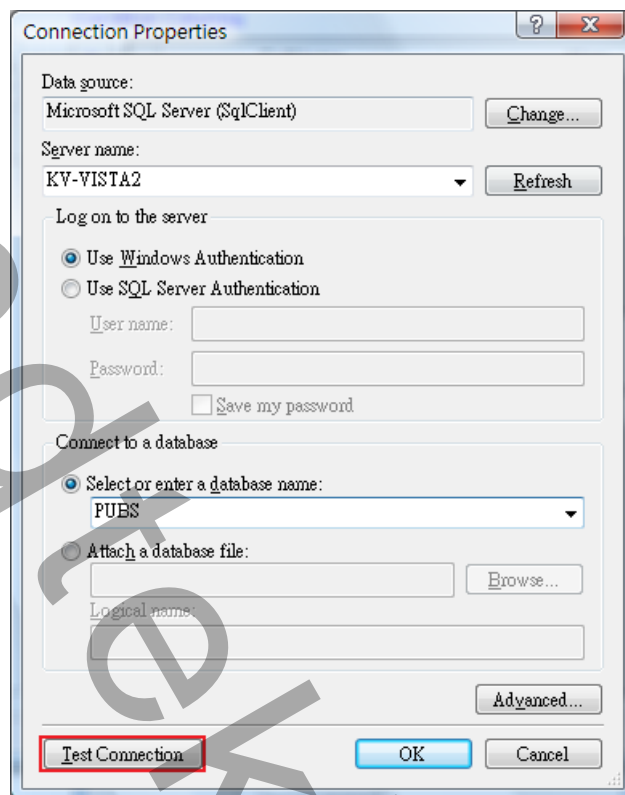 Connection Properties
Data source:
Microsoft SQL Server (SqlClient)
Change...
Server name:
KV-VISTA2
Refresh
Log on to the server
Use Windows Authentication
Use SQL Server Authentication
User name:
Password:
Save my password
Connect to a database
Select or enter a database name:
PUBS
Attach a database file:
Browse...
Logical name:
Advanced...
Test Connection
OK
Cancel